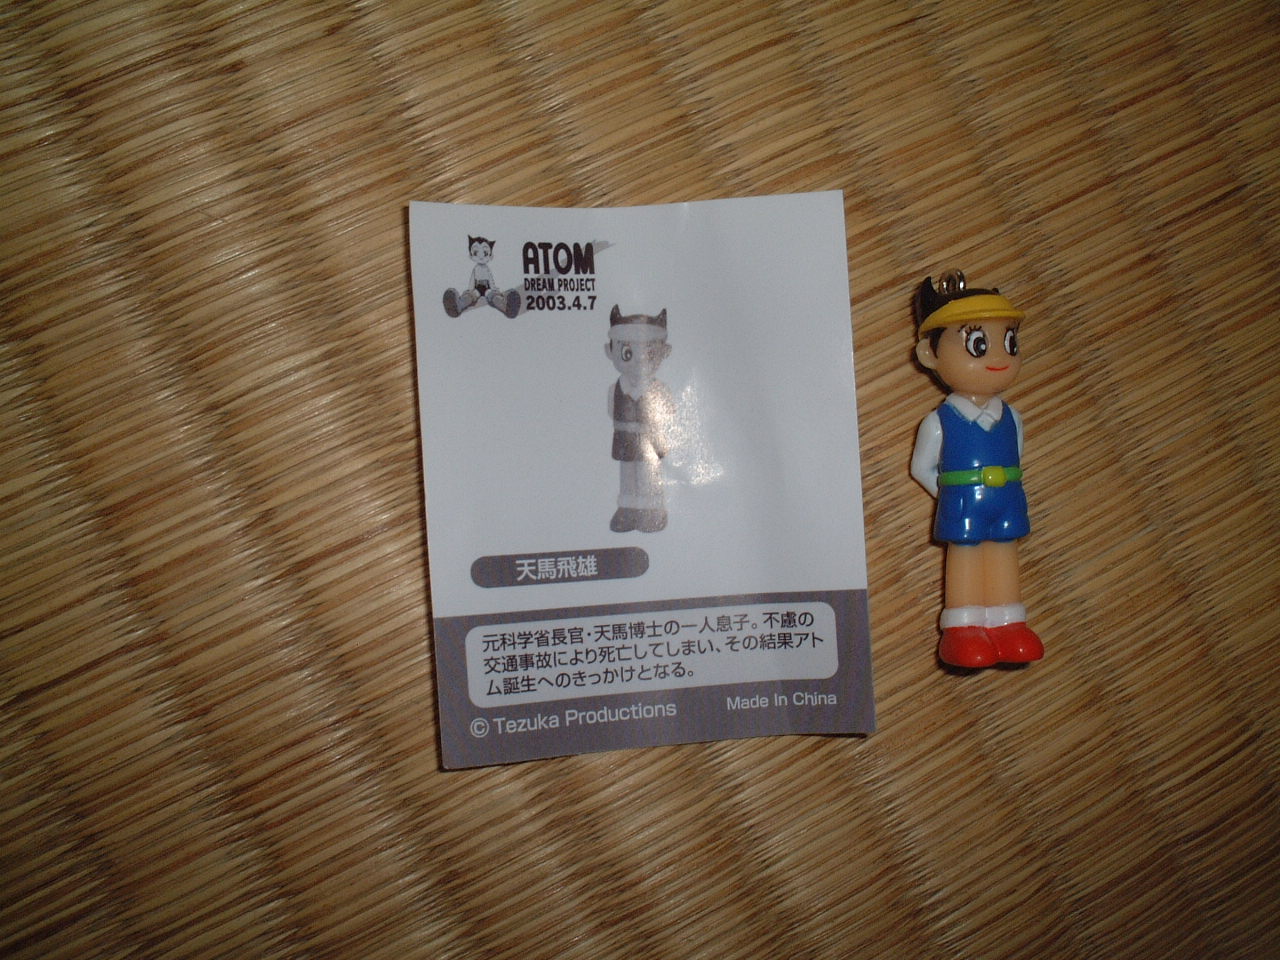 ATOM
DREAM PROJECT
2003.4.7
天馬飛雄
元科学省長官・天馬博士の一人息子。不慮の
交通事故により死亡してしまい、その結果アト
ム誕生へのきっかけとなる。
© Tezuka Productions
Made In China